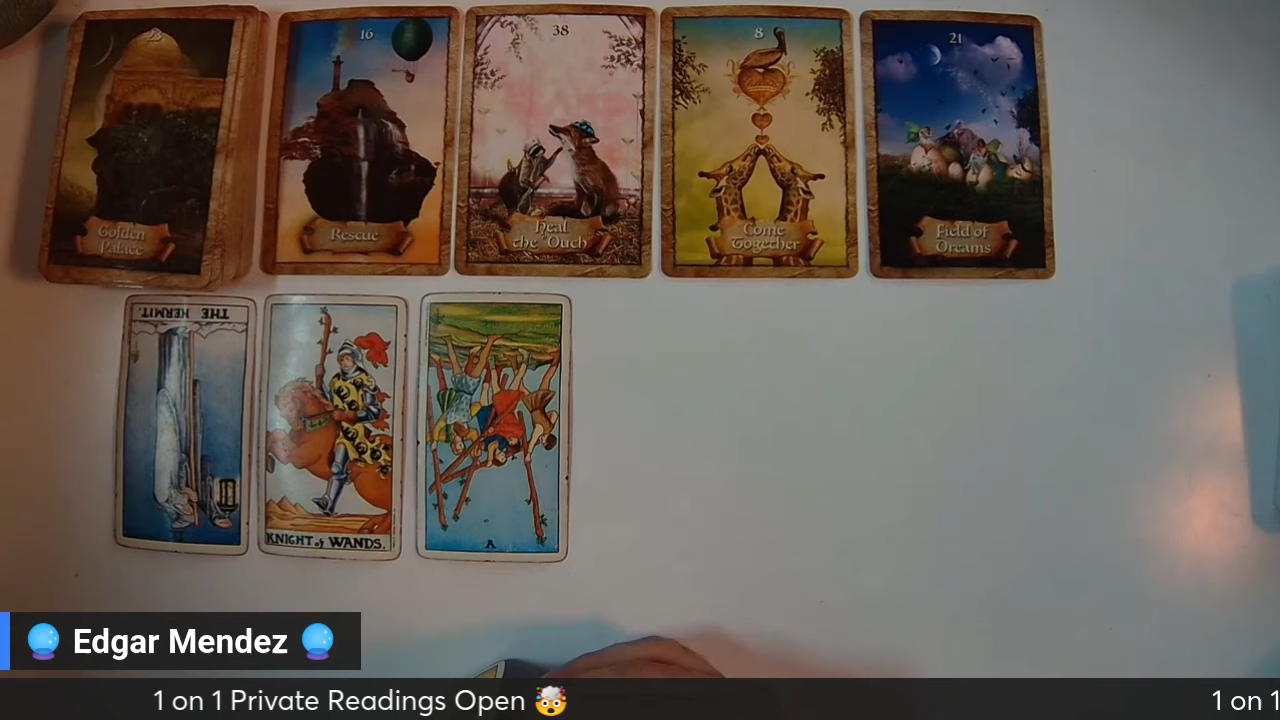 16
38
8
21
Golden
Palace
Rescue
Heal
the "Ouch"
Come
Together
Field of
Dreams
THE HERMIT.
KNIGHT of WANDS.
V
🔮 Edgar Mendez 🔮
1 on 1 Private Readings Open 🤯
1 on 1